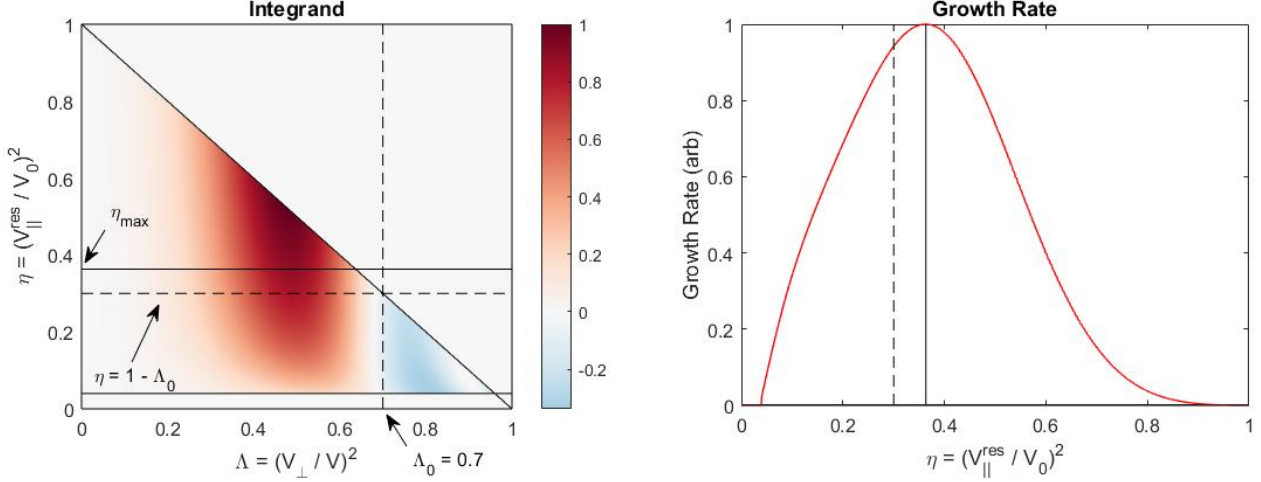 Integrand
1
0.8
0.6
0.4
0.2
0
η = (V||^res / V0)^2
ηmax
η = 1 - Λ0
0 0.2 0.4 0.6 0.8 1
Λ = (V⊥ / V)^2
Λ0 = 0.7
1
0.8
0.6
0.4
0.2
0
-0.2
Growth Rate
1
0.8
0.6
0.4
0.2
0
Growth Rate (arb)
0 0.2 0.4 0.6 0.8 1
η = (V||^res / V0)^2